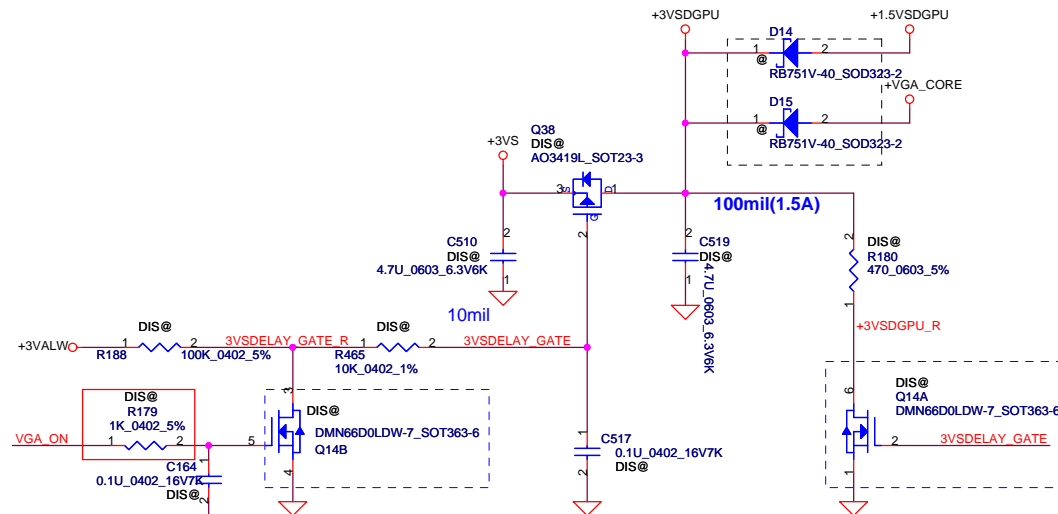 +3VSDGPU
+1.5VSDGPU
D14
1 2
@
RB751V-40_SOD323-2
+VGA_CORE
D15
1 2
@
RB751V-40_SOD323-2
Q38
DIS@
AO3419L_SOT23-3
+3VS
3 S D 1
G
2
100mil(1.5A)
2
C510
DIS@
4.7U_0603_6.3V6K
1
2
C519
DIS@
4.7U_0603_6.3V6K
1
2
DIS@
R180
470_0603_5%
1
10mil
+3VSDGPU_R
DIS@
+3VALW
1 2
R188
100K_0402_5%
3VSDELAY_GATE_R
DIS@
1 2
R465
10K_0402_1%
3VSDELAY_GATE
DIS@
R179
1K_0402_5%
VGA_ON
1 2
3
DIS@
DMN66D0LDW-7_SOT363-6
Q14B
5
4
1
C164
0.1U_0402_16V7K
DIS@
2
1
C517
0.1U_0402_16V7K
DIS@
2
6
DIS@
Q14A
DMN66D0LDW-7_SOT363-6
2
3VSDELAY_GATE
1